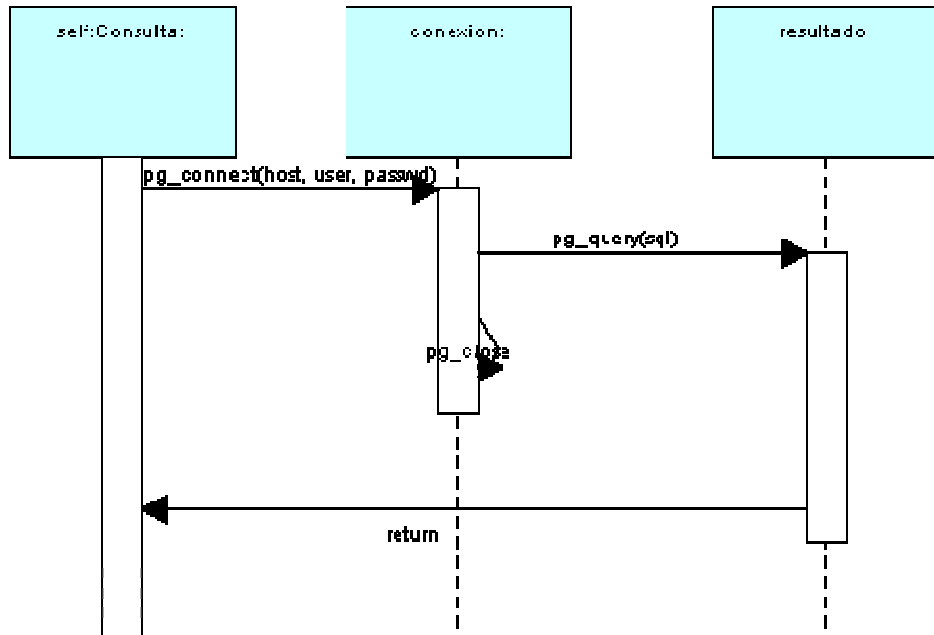 self:Consulta:
conexion:
resultado
pg_connect(host, user, passwd)
pg_query(sql)
pg_close
return